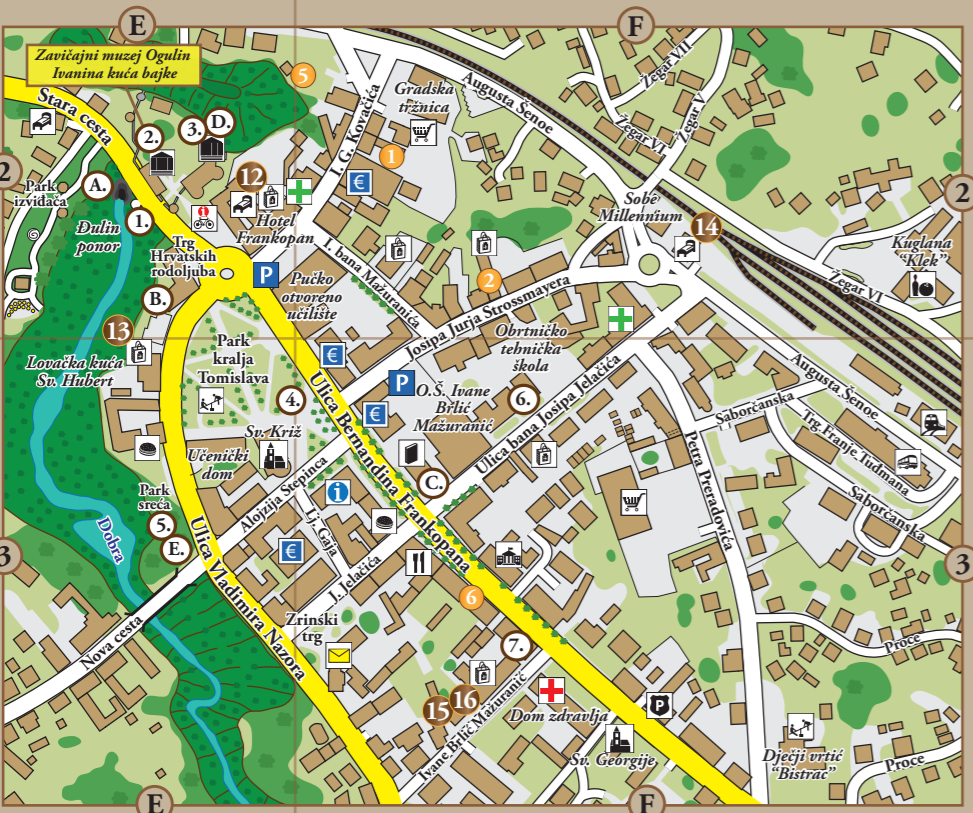 E
F
Zavičajni muzej Ogulin
Ivanina kuća bajke
5
Stara cesta
Augusta Šenoe
Žegar VII
Gradska
tržnica
Žegar V
Žegar VI
2.
3.
D.
I. G. Kovačića
1
€
2
2
A.
Park
izviđača
12
Hotel
Frankopan
Sobe
Millennium
14
1.
Đulin
ponor
i
Trg
Hrvatskih
rodoljuba
I. bana Mažuranića
Kuglana
"Klek"
P
Pučko
otvoreno
učilište
2
Žegar VI
B.
Josipa Jurja Strossmayera
13
Lovačka kuća
Sv. Hubert
Park
kralja
Tomislava
€
Obrtničko
tehnička
škola
P
O.Š. Ivane
Brlić
Mažuranić
Augusta Šenoe
4.
Ulica Bernardina Frankopana
€
6.
Ulica bana Josipa Jelačića
Saborčanska
Trg Franje Tuđmana
Sv. Križ
Učenički
dom
Petra Preradovića
Alojzija Stepinca
i
C.
Park
sreća
5.
E.
Saborčanska
Dobra
Ulica Vladimira Nazora
Lj. Gaja
€
J. Jelačića
3
3
6
Zrinski
trg
Nova cesta
7.
Proce
15
16
Ivane Brlić Mažuranić
Dom zdravlja
P
Sv. Georgije
Dječji vrtić
"Bistrac"
Proce
E
F